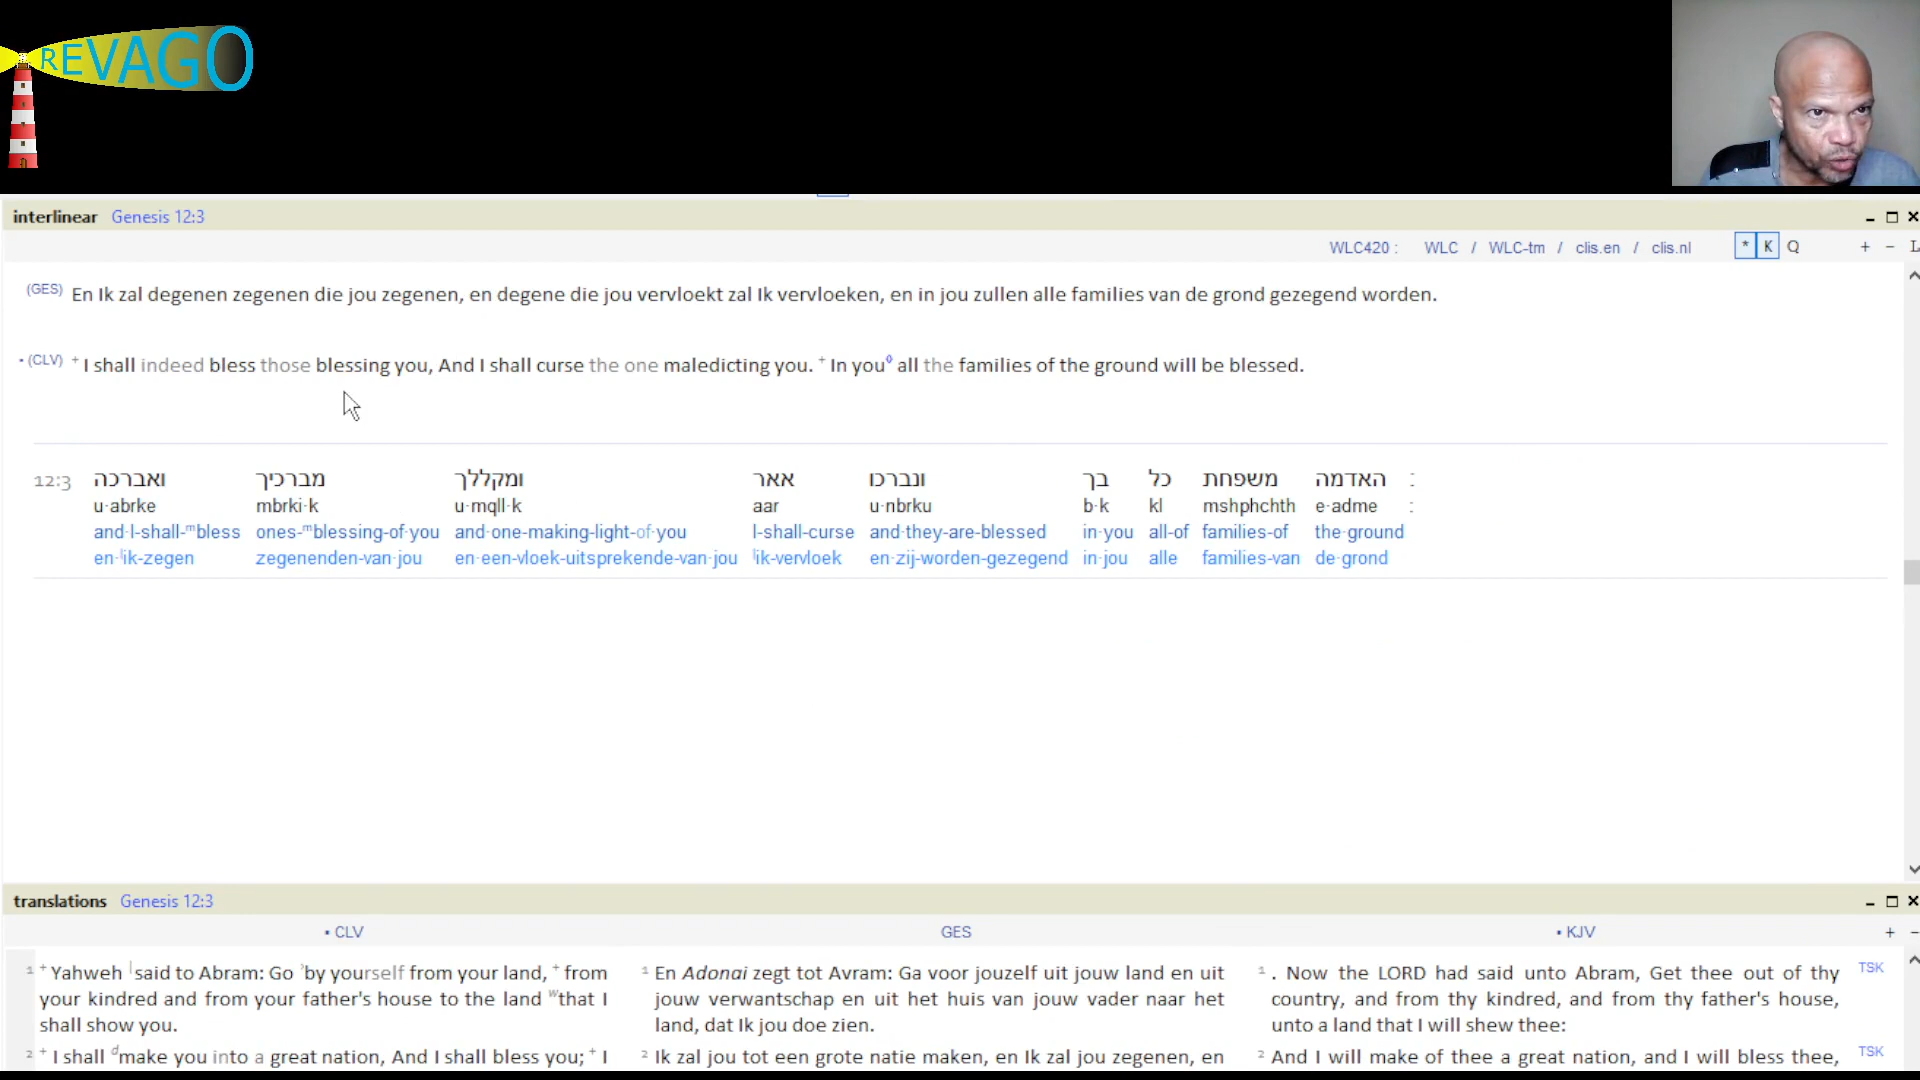 REVAGO
interlinear Genesis 12:3
WLC420 : WLC / WLC-tm / clis.en / clis.nl * K Q + - L
(GES) En Ik zal degenen zegenen die jou zegenen, en degene die jou vervloekt zal Ik vervloeken, en in jou zullen alle families van de grond gezegend worden.
• (CLV) + I shall indeed bless those blessing you, And I shall curse the one maledicting you. + In you◊ all the families of the ground will be blessed.
12:3 ואברכה מברכיך ומקללך אאר ונברכו בך כל משפחת האדמה :
u·abrke mbrki·k u·mqll·k aar u·nbrku b·k kl mshphchth e·adme :
and·I-shall-mbless ones-mblessing-of·you and·one-making-light-of·you I-shall-curse and·they-are-blessed in·you all-of families-of the·ground
en·ik-zegen zegenenden-van·jou en·een-vloek-uitsprekende-van·jou ik-vervloek en·zij-worden-gezegend in·jou alle families-van de·grond
translations Genesis 12:3
• CLV GES • KJV + -
1 + Yahweh said to Abram: Go by yourself from your land, + from 1 En Adonai zegt tot Avram: Ga voor jouzelf uit jouw land en uit 1 . Now the LORD had said unto Abram, Get thee out of thy TSK
your kindred and from your father's house to the land wthat I jouw verwantschap en uit het huis van jouw vader naar het country, and from thy kindred, and from thy father's house,
shall show you. land, dat Ik jou doe zien. unto a land that I will shew thee:
2 + I shall dmake you into a great nation, And I shall bless you; + I 2 Ik zal jou tot een grote natie maken, en Ik zal jou zegenen, en 2 And I will make of thee a great nation, and I will bless thee, TSK